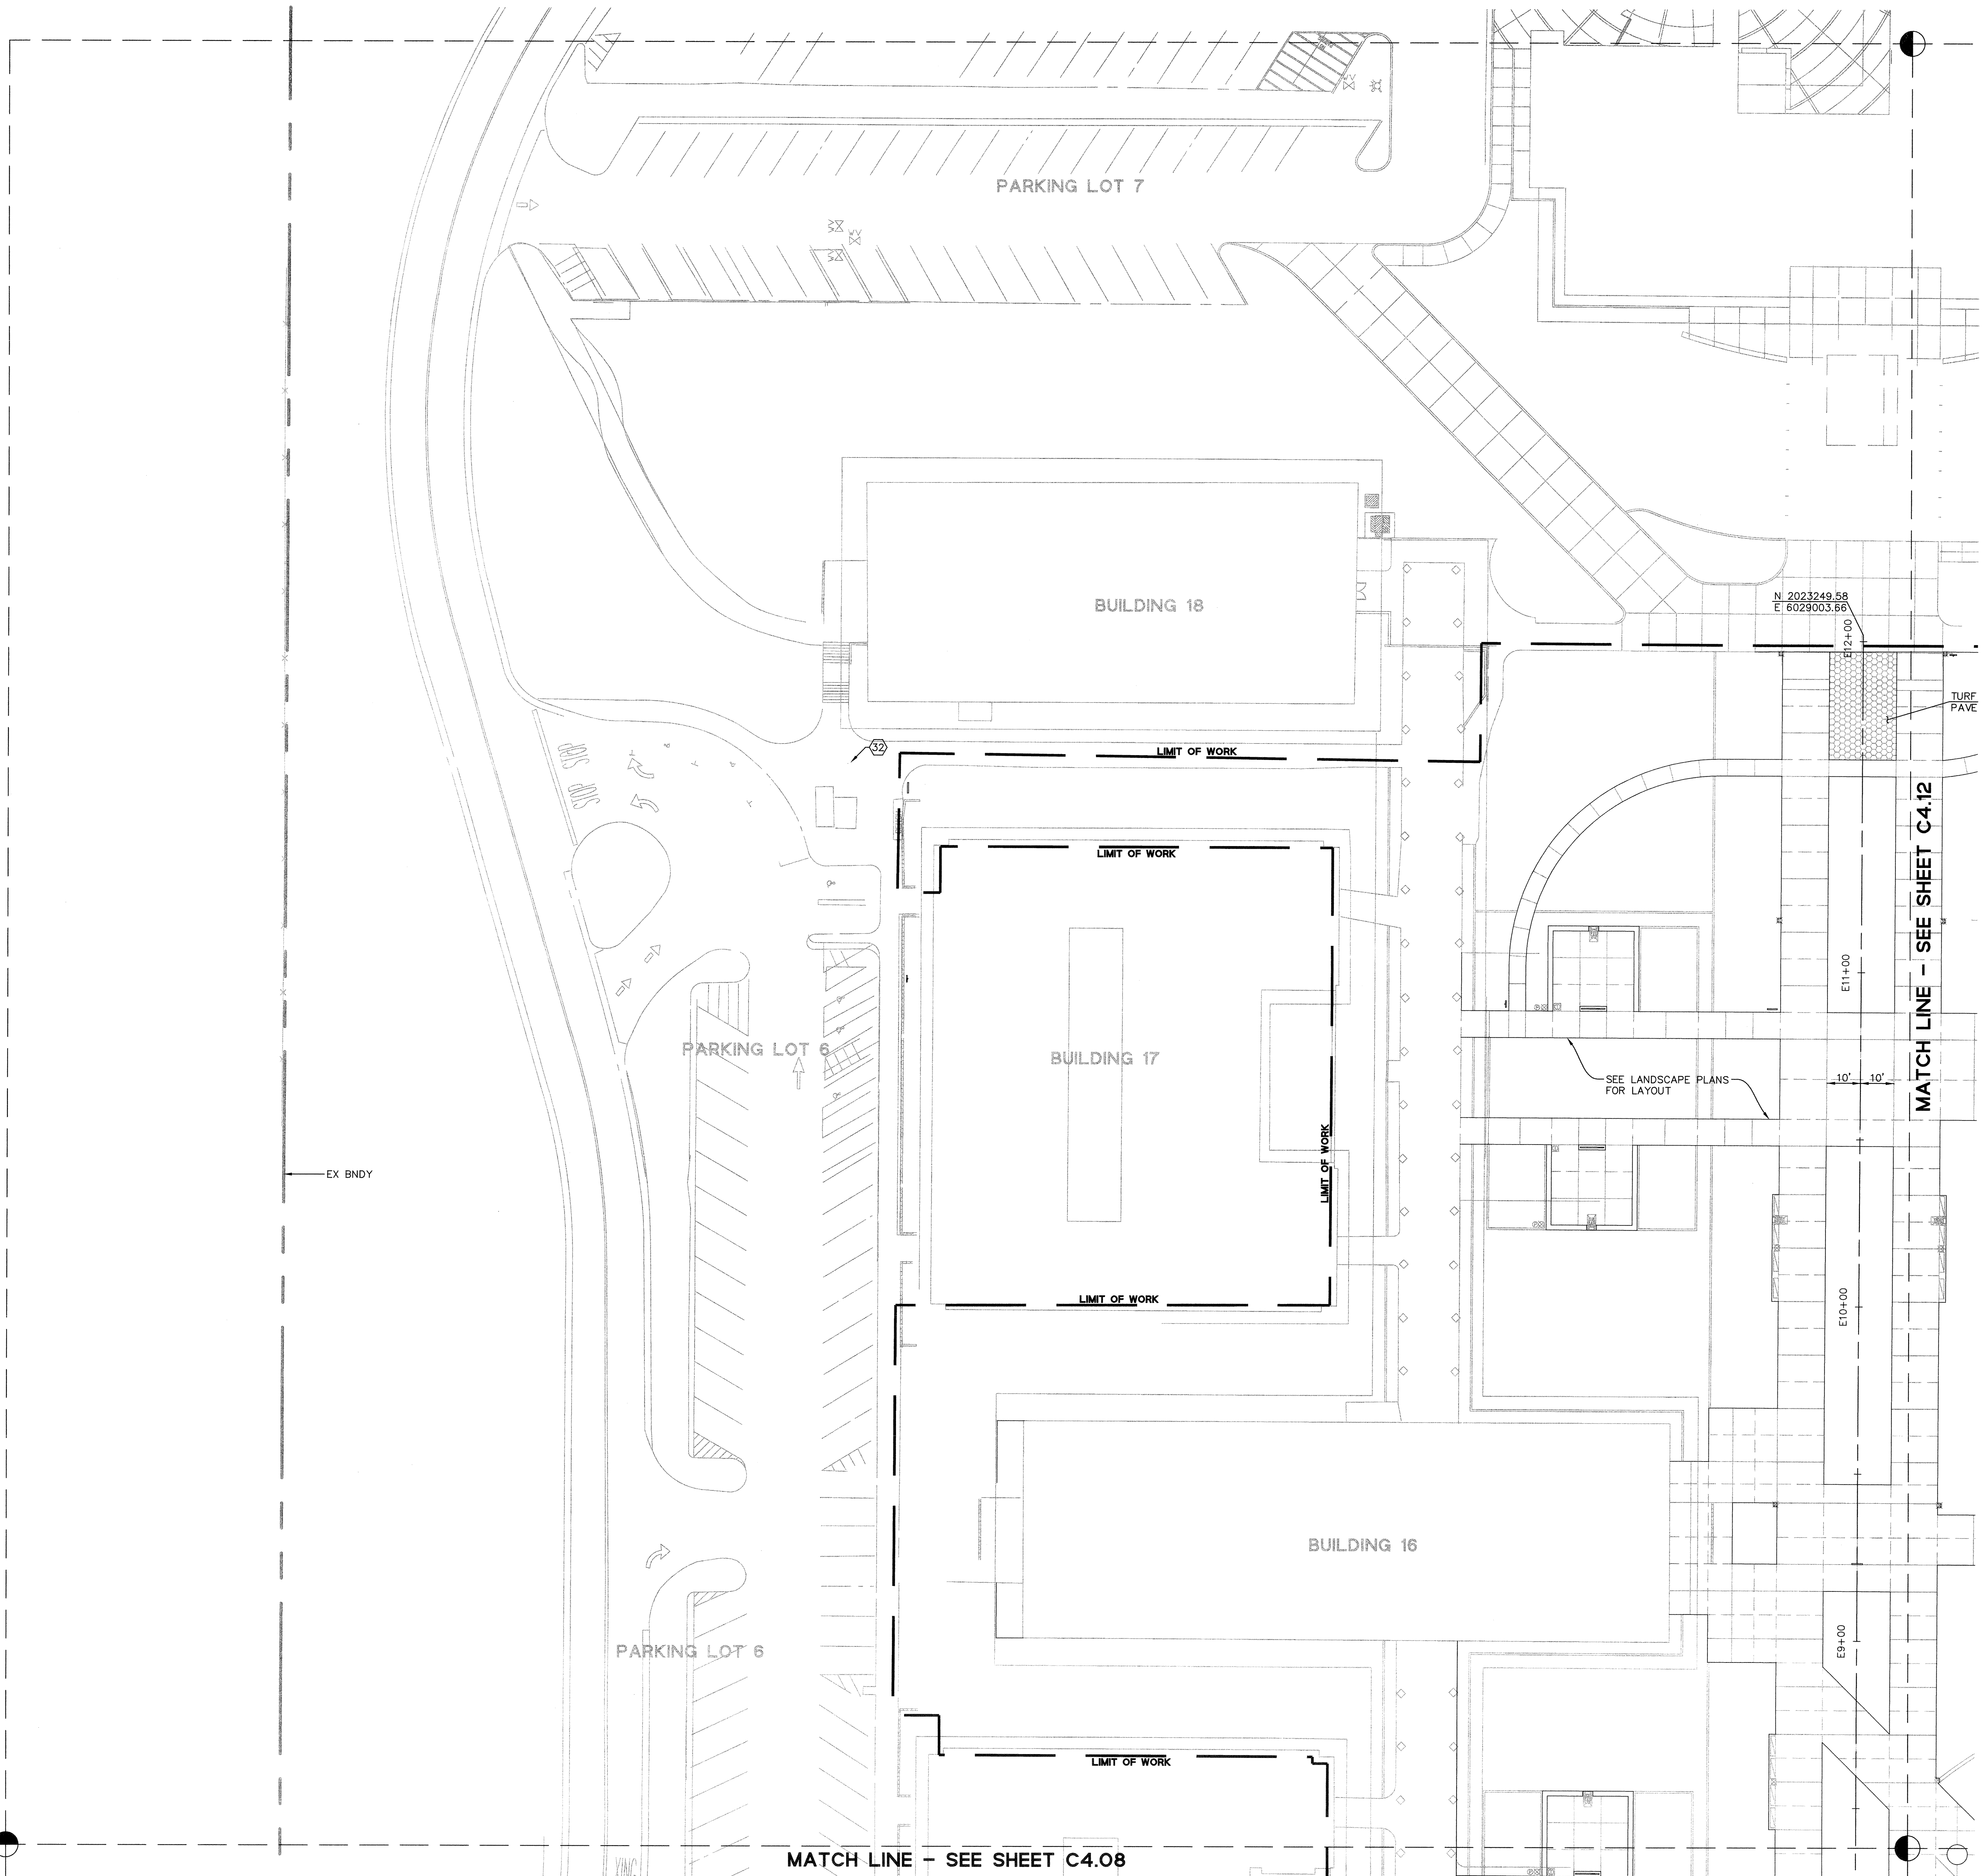 PARKING LOT 7
BUILDING 18
N 2023249.58
E 6029003.66
E12+00
TURF
PAVE
32
LIMIT OF WORK
STOP
STOP
LIMIT OF WORK
MATCH LINE - SEE SHEET C4.12
E11+00
PARKING LOT 6
BUILDING 17
SEE LANDSCAPE PLANS
FOR LAYOUT
10' 10'
LIMIT OF WORK
EX BNDY
LIMIT OF WORK
E10+00
BUILDING 16
PARKING LOT 6
E9+00
LIMIT OF WORK
MATCH LINE - SEE SHEET C4.08